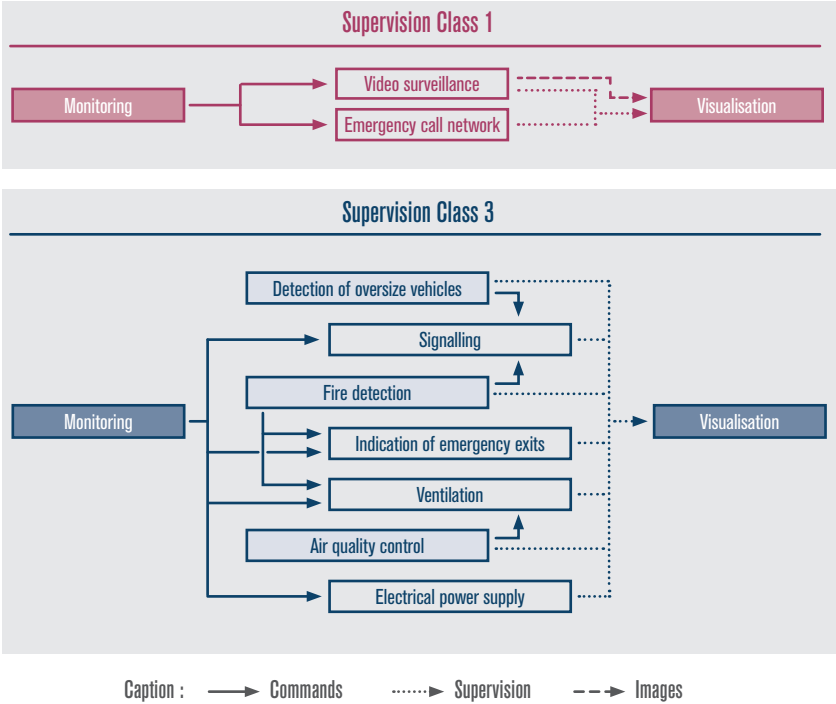 Supervision Class 1
Video surveillance
Monitoring
Visualisation
Emergency call network
Supervision Class 3
Detection of oversize vehicles
Signalling
Fire detection
Monitoring
Visualisation
Indication of emergency exits
Ventilation
Air quality control
Electrical power supply
Caption : Commands Supervision Images